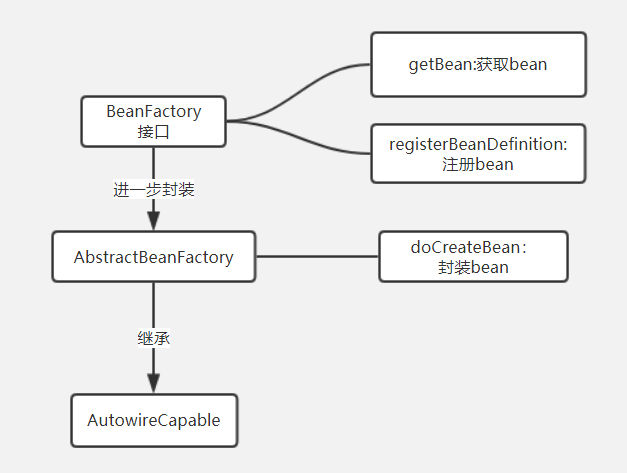 getBean:获取bean
BeanFactory
接口
registerBeanDefinition:
注册bean
进一步封装
AbstractBeanFactory
doCreateBean：
封装bean
继承
AutowireCapable